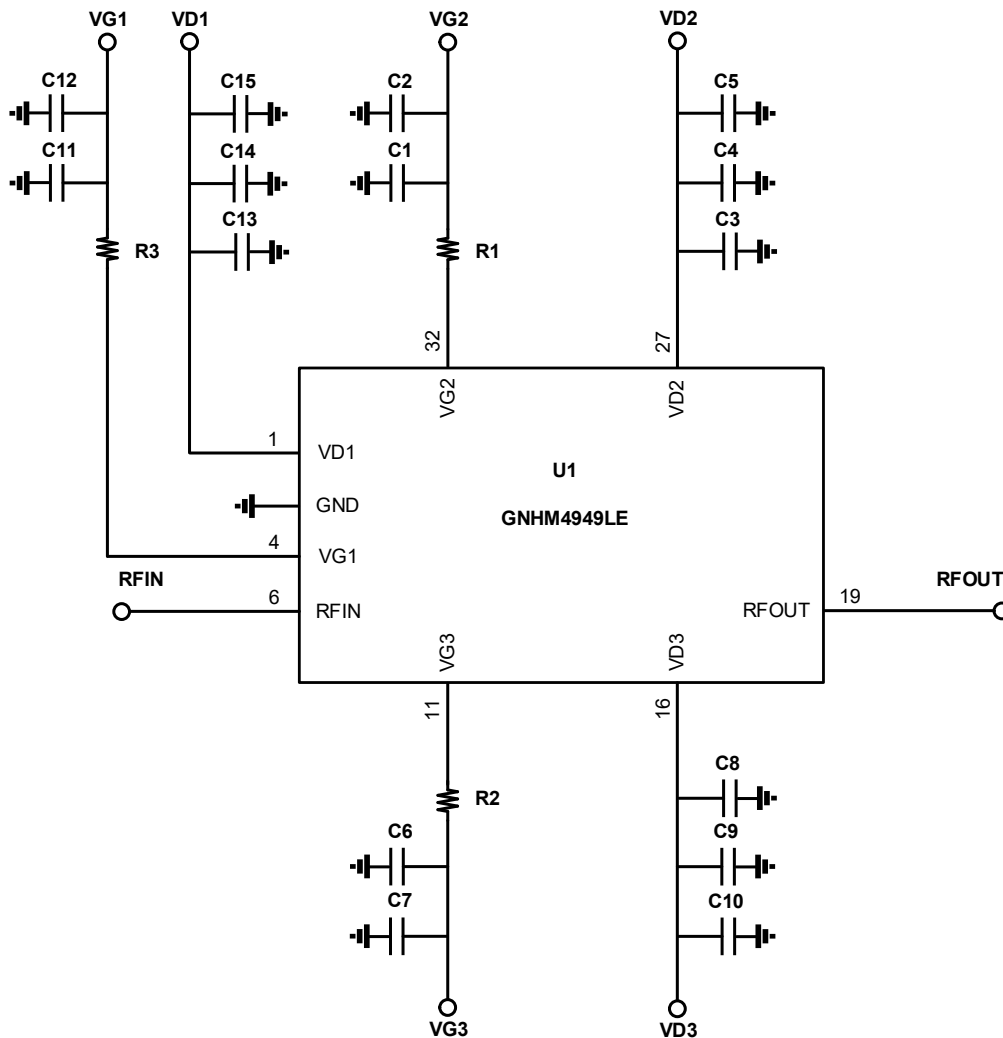 VG1 VD1 VG2 VD2
C12 C15 C2 C5
C11 C14 C1 C4
C13 C3
R3 R1
32 27
VG2 VD2
1 VD1
U1
GND
GNHM4949LE
4 VG1
RFIN RFOUT
6 RFIN 19
RFOUT
VG3 VD3
11 16
C8
R2
C6 C9
C7 C10
VG3 VD3